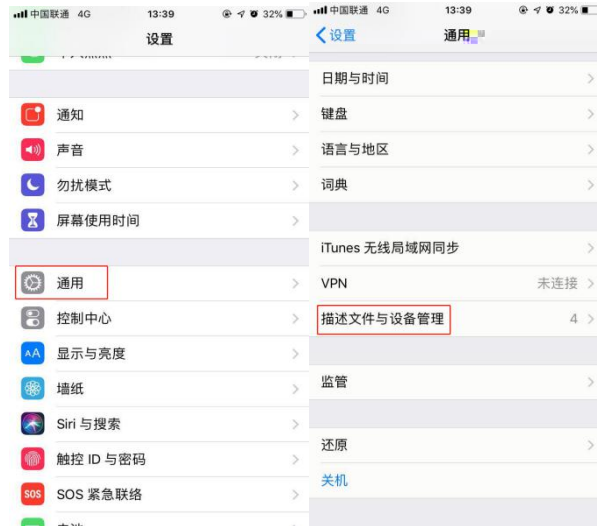 中国联通 4G 13:39 32%
设置
通知
声音
勿扰模式
屏幕使用时间
通用
控制中心
AA 显示与亮度
墙纸
Siri 与搜索
触控 ID 与密码
SOS SOS 紧急联络
中国联通 4G 13:39 32%
设置 通用
日期与时间
键盘
语言与地区
词典
iTunes 无线局域网同步
VPN 未连接
描述文件与设备管理 4
监管
还原
关机